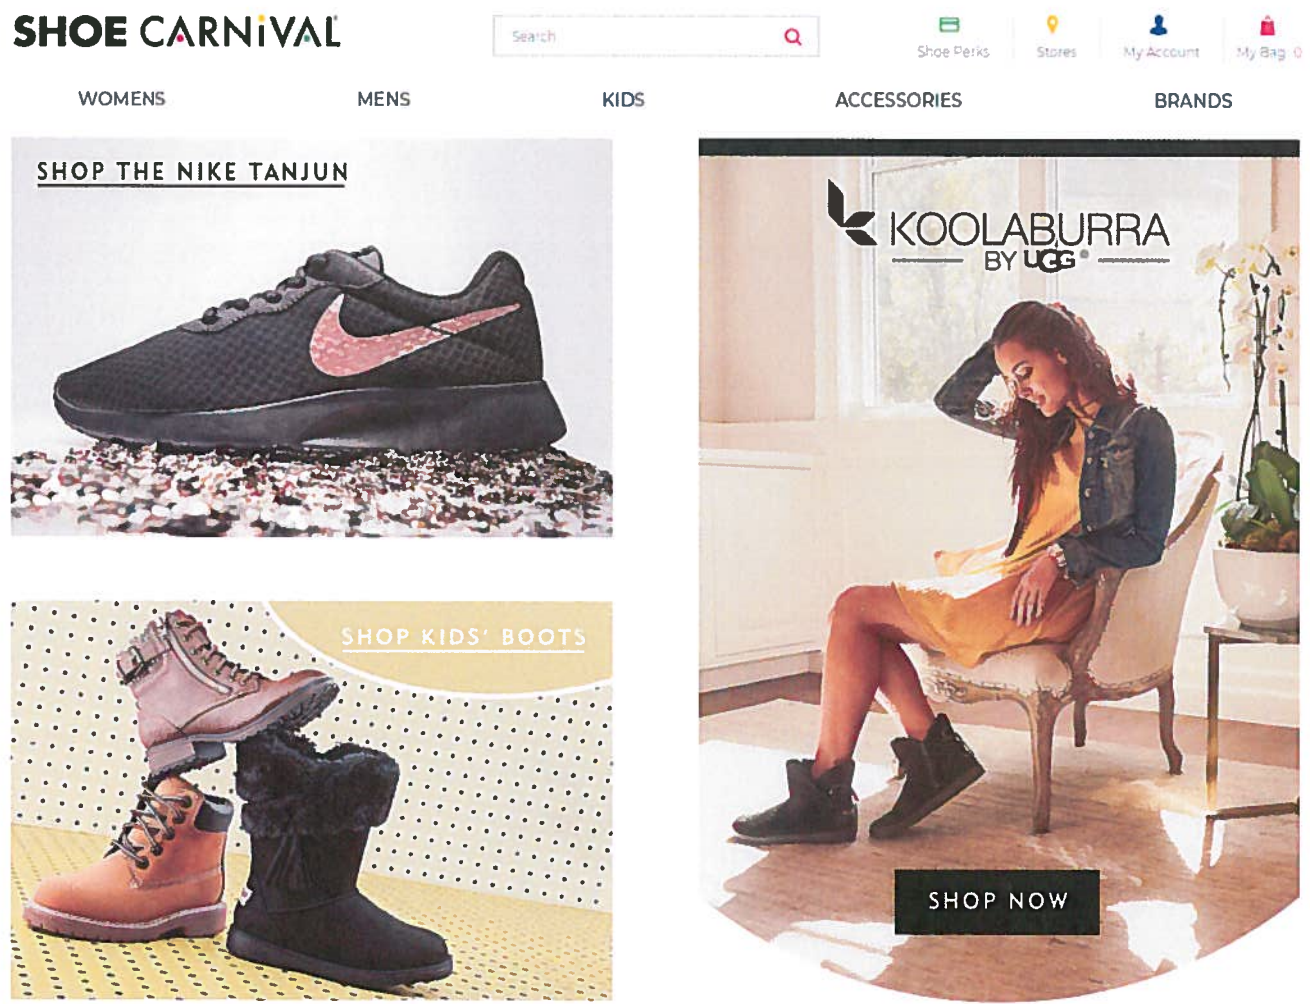 SHOE CARNiVAL
Search
Shoe Perks
Stores
My Account
My Bag: 0
WOMENS
MENS
KIDS
ACCESSORIES
BRANDS
SHOP THE NIKE TANJUN
KOOLABURRA
BY UGG®
SHOP KIDS' BOOTS
SHOP NOW